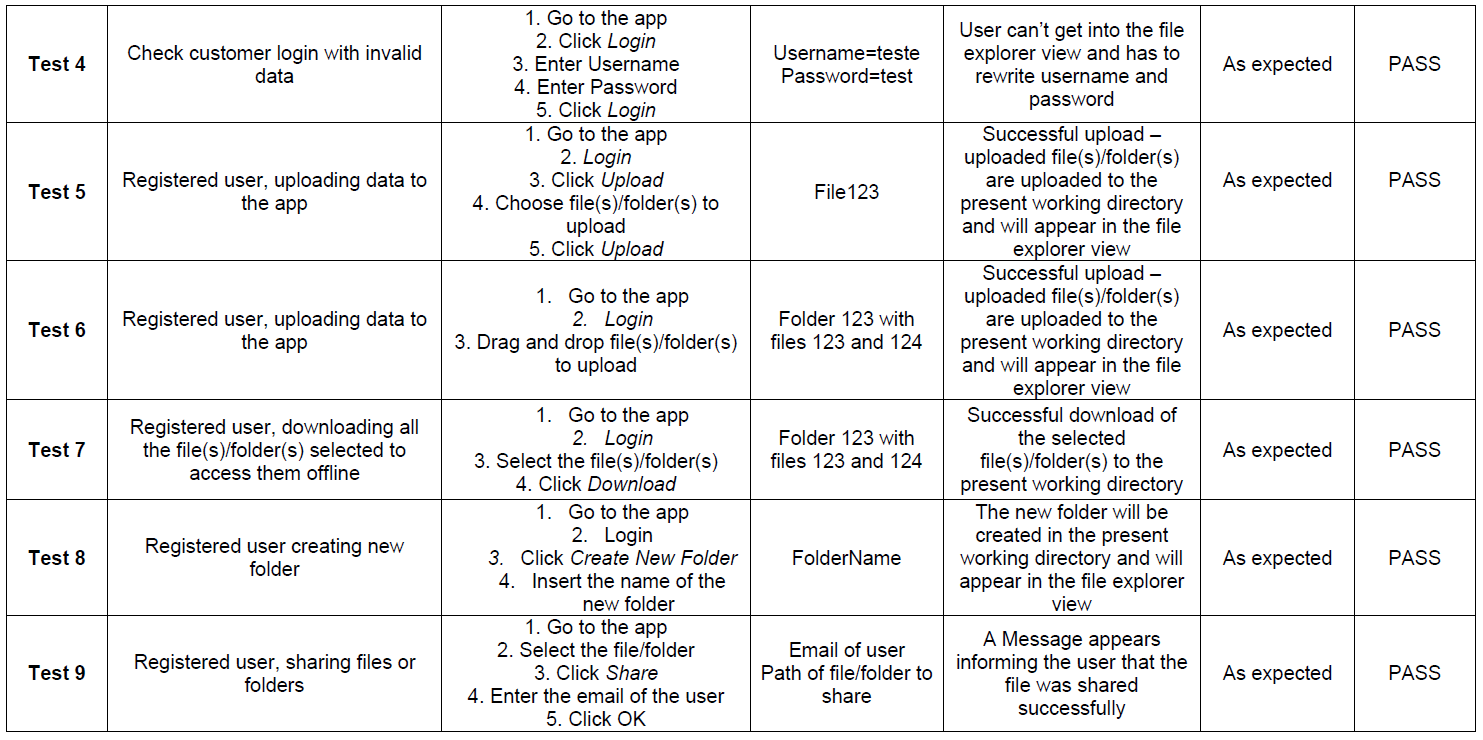 Test 4
Check customer login with invalid
data
1. Go to the app
2. Click Login
3. Enter Username
4. Enter Password
5. Click Login
Username=teste
Password=test
User can’t get into the file
explorer view and has to
rewrite username and
password
As expected
PASS
Test 5
Registered user, uploading data to
the app
1. Go to the app
2. Login
3. Click Upload
4. Choose file(s)/folder(s) to
upload
5. Click Upload
File123
Successful upload –
uploaded file(s)/folder(s)
are uploaded to the
present working directory
and will appear in the file
explorer view
As expected
PASS
Test 6
Registered user, uploading data to
the app
1. Go to the app
2. Login
3. Drag and drop file(s)/folder(s)
to upload
Folder 123 with
files 123 and 124
Successful upload –
uploaded file(s)/folder(s)
are uploaded to the
present working directory
and will appear in the file
explorer view
As expected
PASS
Test 7
Registered user, downloading all
the file(s)/folder(s) selected to
access them offline
1. Go to the app
2. Login
3. Select the file(s)/folder(s)
4. Click Download
Folder 123 with
files 123 and 124
Successful download of
the selected
file(s)/folder(s) to the
present working directory
As expected
PASS
Test 8
Registered user creating new
folder
1. Go to the app
2. Login
3. Click Create New Folder
4. Insert the name of the
new folder
FolderName
The new folder will be
created in the present
working directory and will
appear in the file explorer
view
As expected
PASS
Test 9
Registered user, sharing files or
folders
1. Go to the app
2. Select the file/folder
3. Click Share
4. Enter the email of the user
5. Click OK
Email of user
Path of file/folder to
share
A Message appears
informing the user that the
file was shared
successfully
As expected
PASS